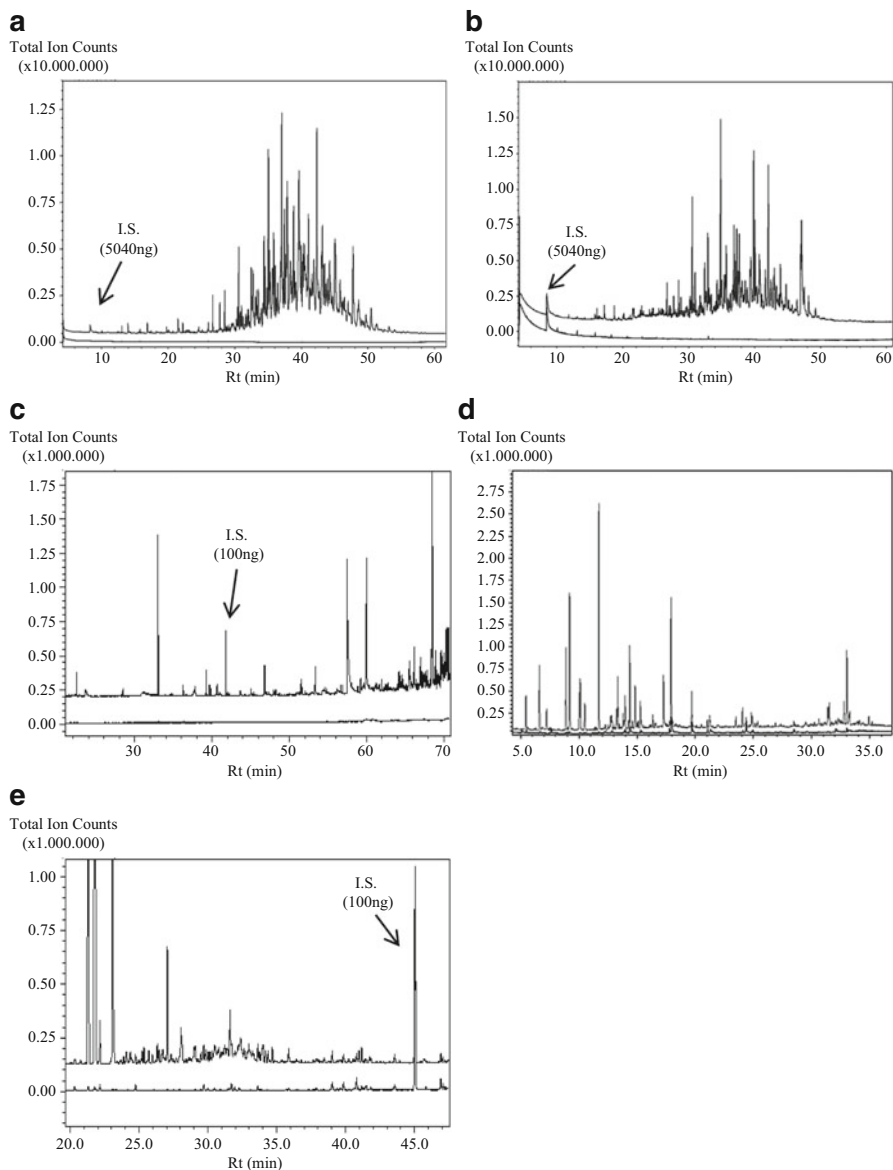 a
Total Ion Counts
(x10.000.000)
1.25
1.00
0.75
0.50
0.25
0.00
I.S.
(5040ng)
10 20 30 40 50 60
Rt (min)
b
Total Ion Counts
(x10.000.000)
1.50
1.25
1.00
0.75
0.50
0.25
0.00
I.S.
(5040ng)
10 20 30 40 50 60
Rt (min)
c
Total Ion Counts
(x1.000.000)
1.75
1.50
1.25
1.00
0.75
0.50
0.25
0.00
I.S.
(100ng)
30 40 50 60 70
Rt (min)
d
Total Ion Counts
(x1.000.000)
2.75
2.50
2.25
2.00
1.75
1.50
1.25
1.00
0.75
0.50
0.25
5.0 10.0 15.0 20.0 25.0 30.0 35.0
Rt (min)
e
Total Ion Counts
(x1.000.000)
1.00
0.75
0.50
0.25
0.00
I.S.
(100ng)
20.0 25.0 30.0 35.0 40.0 45.0
Rt (min)